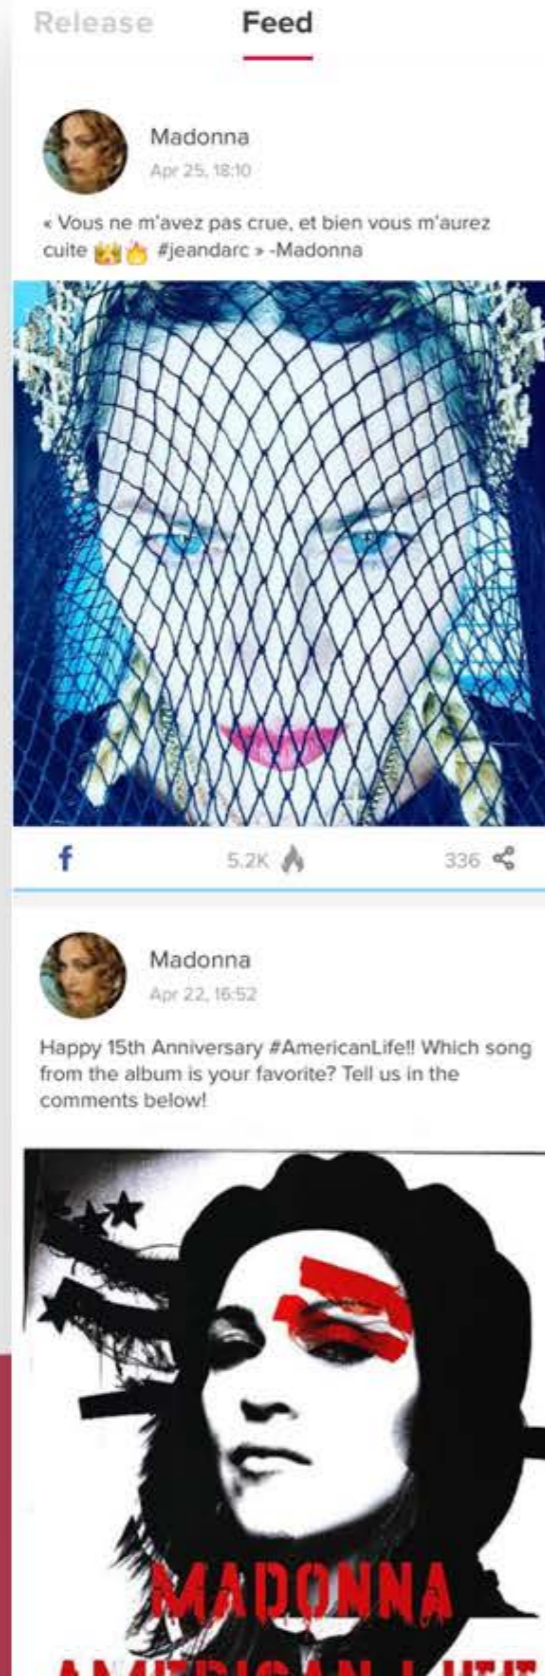 Release Feed
Madonna
Apr 25, 18:10
« Vous ne m'avez pas crue, et bien vous m'aurez
cuite 👑🔥 #jeandarc » -Madonna
f 5.2K 336
Madonna
Apr 22, 16:52
Happy 15th Anniversary #AmericanLife!! Which song
from the album is your favorite? Tell us in the
comments below!
MADONNA
AMERICAN LIFE